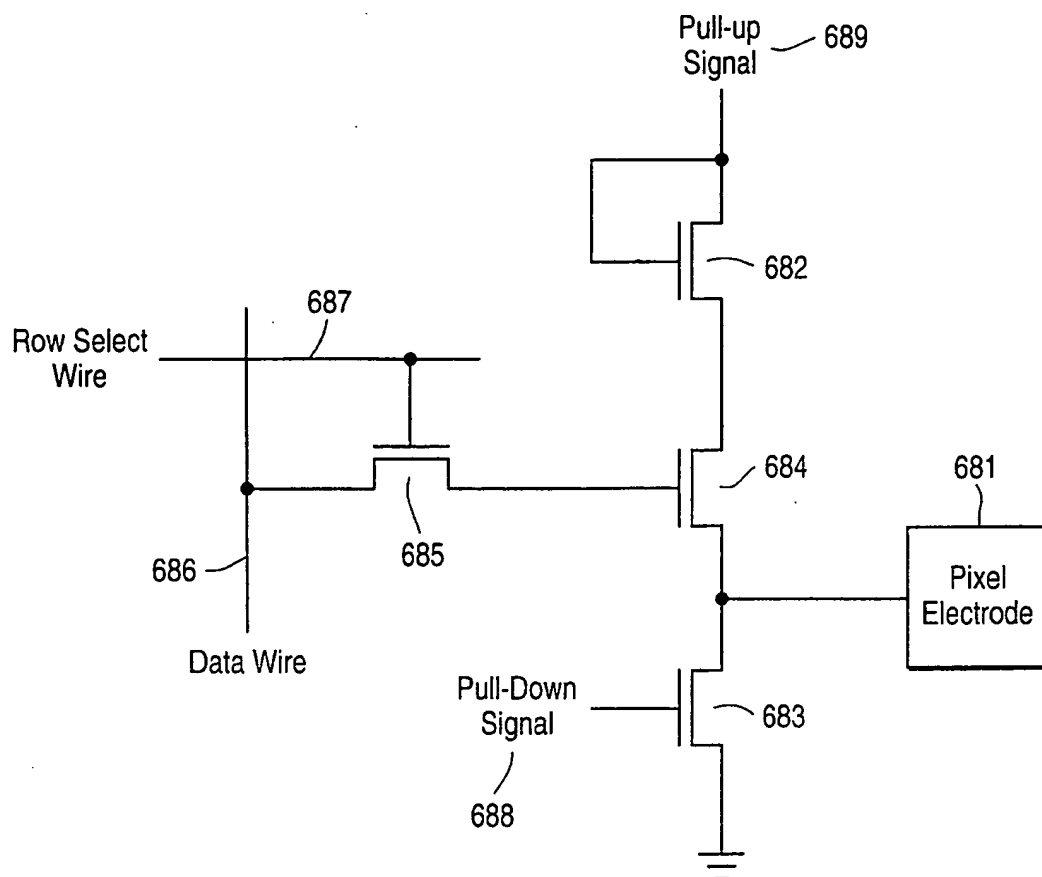 Pull-up
Signal
689
682
687
Row Select
Wire
684
681
685
686
Pixel
Electrode
Data Wire
Pull-Down
Signal
683
688